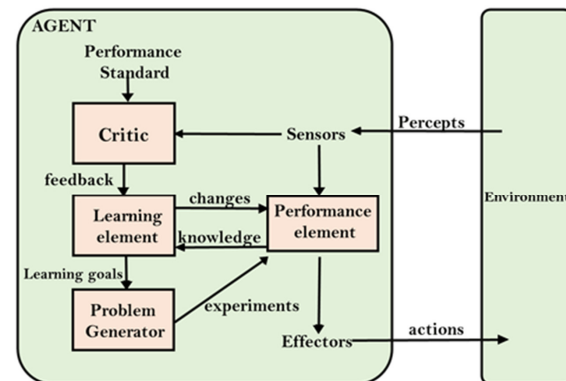 AGENT
Performance
Standard
Critic
Sensors
Percepts
feedback
changes
Learning
element
Performance
element
Environment
knowledge
Learning goals
Problem
Generator
experiments
Effectors
actions